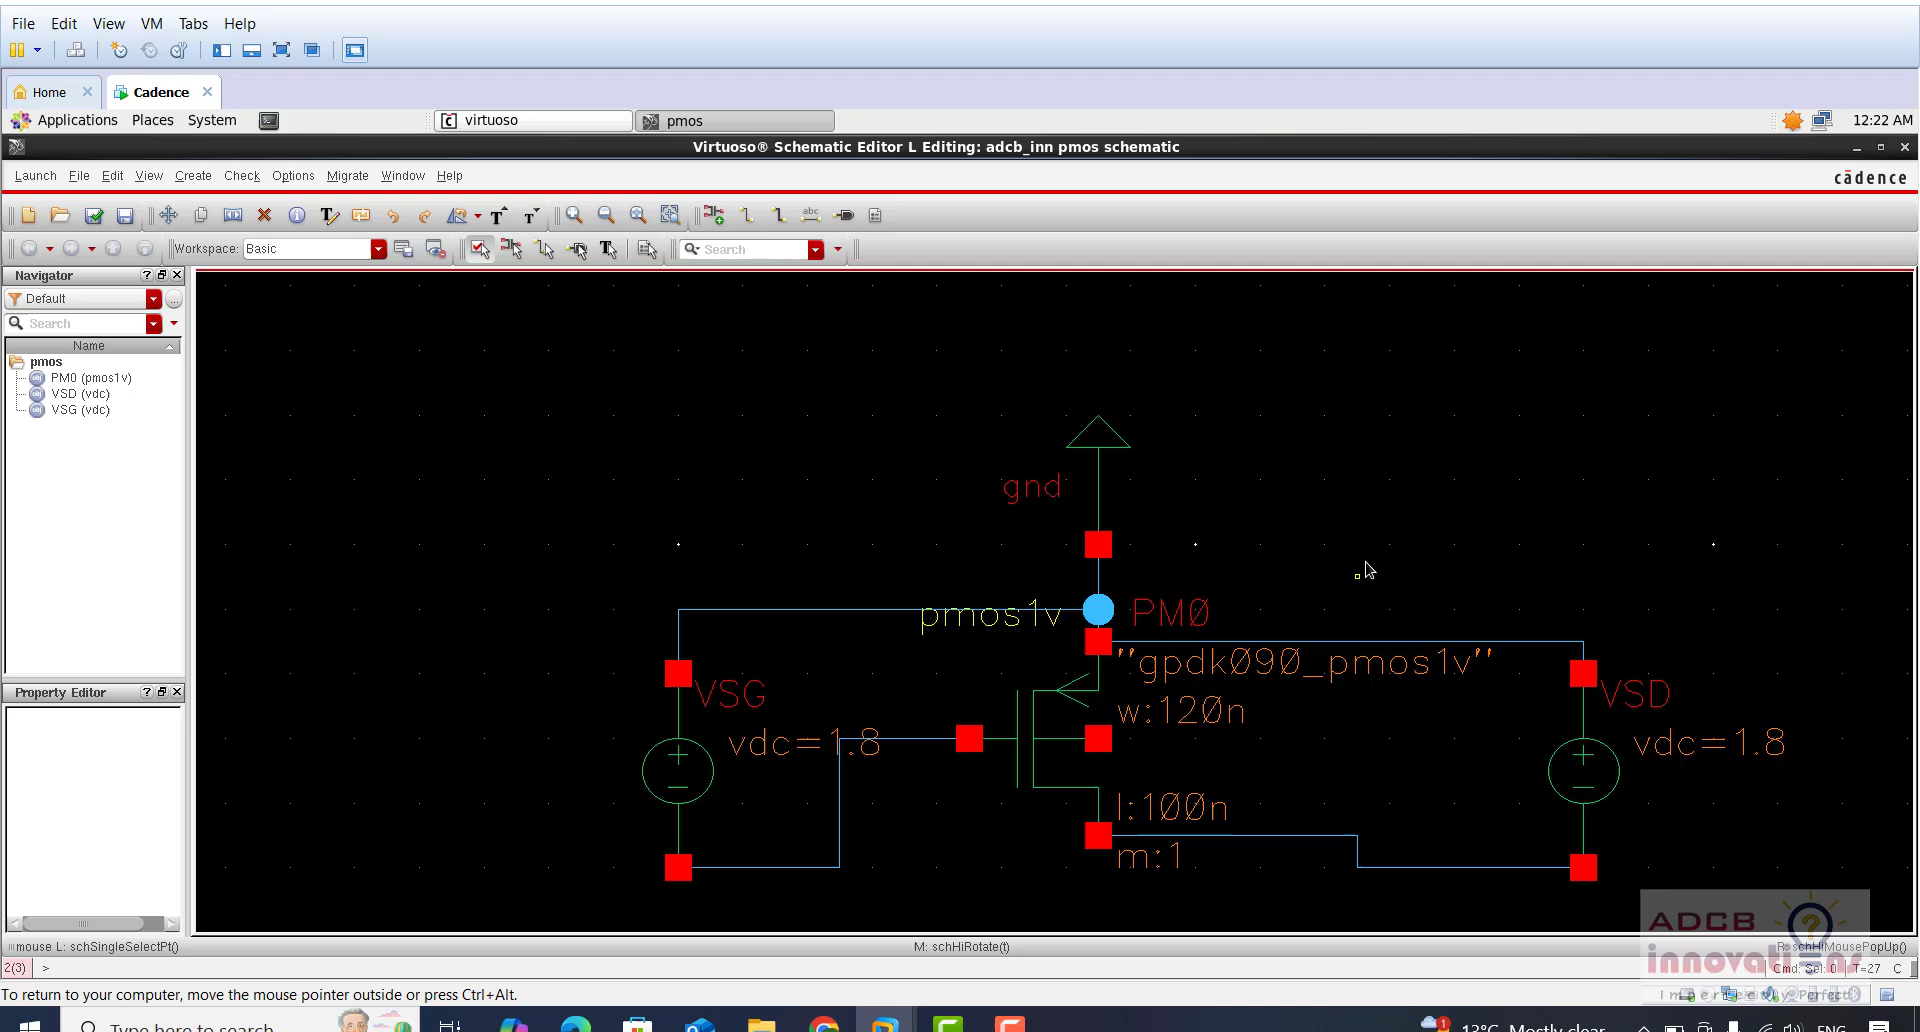 File Edit View VM Tabs Help
Home
Cadence
Applications Places System
virtuoso
pmos
12:22 AM
Virtuoso® Schematic Editor L Editing: adcb_inn pmos schematic
Launch File Edit View Create Check Options Migrate Window Help
cādence
Workspace: Basic
Search
Navigator
Default
Search
Name
pmos
PM0 (pmos1v)
VSD (vdc)
VSG (vdc)
Property Editor
gnd
pmos1v
PM0
"gpdk090_pmos1v"
w:120n
l:100n
m:1
VSG
vdc=1.8
VSD
vdc=1.8
ADCB
innovati ns
mouse L: schSingleSelectPt()
M: schHiRotate(t)
R: schHiMousePopUp()
2(3) >
Cmd: Sel: 0 T=27 C
To return to your computer, move the mouse pointer outside or press Ctrl+Alt.
Type here to search
13°C Mostly clear
ENG